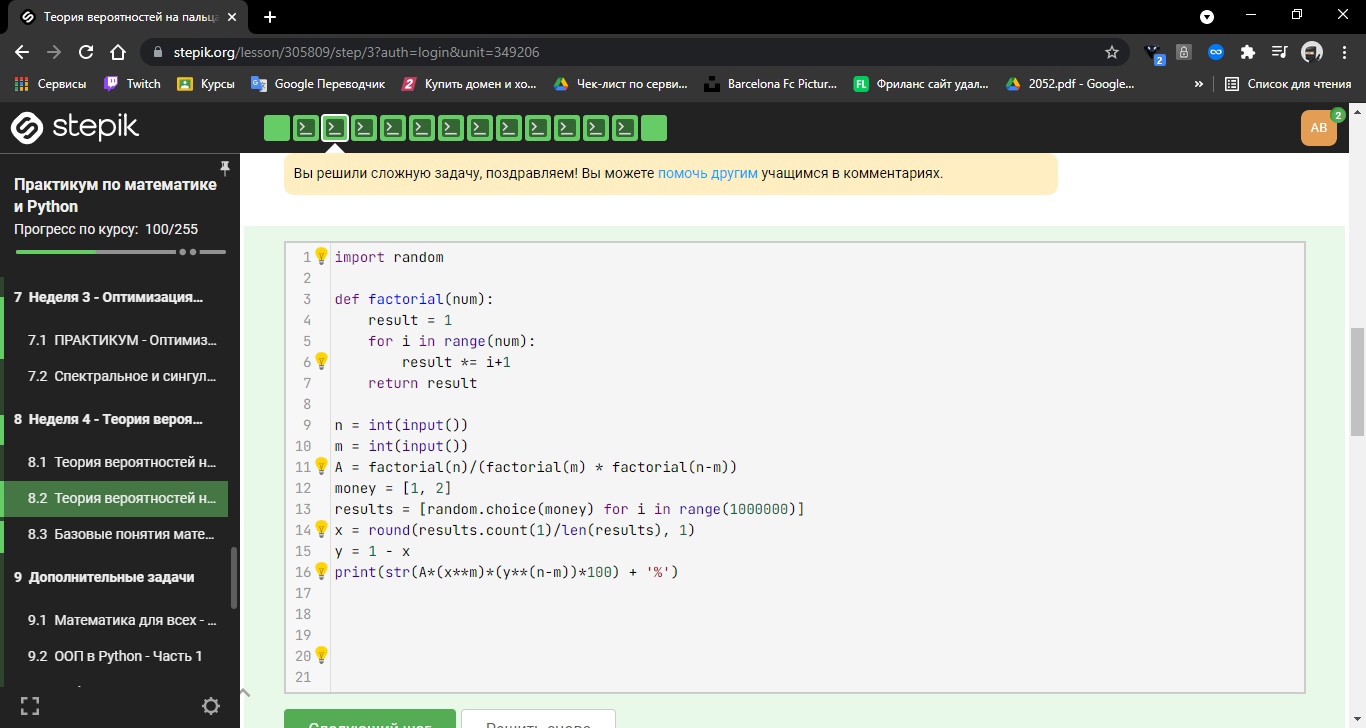 Теория вероятностей на пальца
stepik.org/lesson/305809/step/3?auth=login&unit=349206
2
Сервисы Twitch Курсы Google Переводчик 2 Купить домен и хо... Чек-лист по серви... Barcelona Fc Pictur... FL Фриланс сайт удал... 2052.pdf - Google... » Список для чтения
stepik
AB 2
Практикум по математике
и Python
Прогресс по курсу: 100/255
7 Неделя 3 - Оптимизация...
7.1 ПРАКТИКУМ - Оптимиз...
7.2 Спектральное и сингул...
8 Неделя 4 - Теория вероя...
8.1 Теория вероятностей н...
8.2 Теория вероятностей н...
8.3 Базовые понятия мате...
9 Дополнительные задачи
9.1 Математика для всех - ...
9.2 ООП в Python - Часть 1
Вы решили сложную задачу, поздравляем! Вы можете помочь другим учащимся в комментариях.
1 import random
2
3 def factorial(num):
4     result = 1
5     for i in range(num):
6         result *= i+1
7     return result
8
9 n = int(input())
10 m = int(input())
11 A = factorial(n)/(factorial(m) * factorial(n-m))
12 money = [1, 2]
13 results = [random.choice(money) for i in range(1000000)]
14 x = round(results.count(1)/len(results), 1)
15 y = 1 - x
16 print(str(A*(x**m)*(y**(n-m))*100) + '%')
17
18
19
20
21
Следующий шаг Решить снова